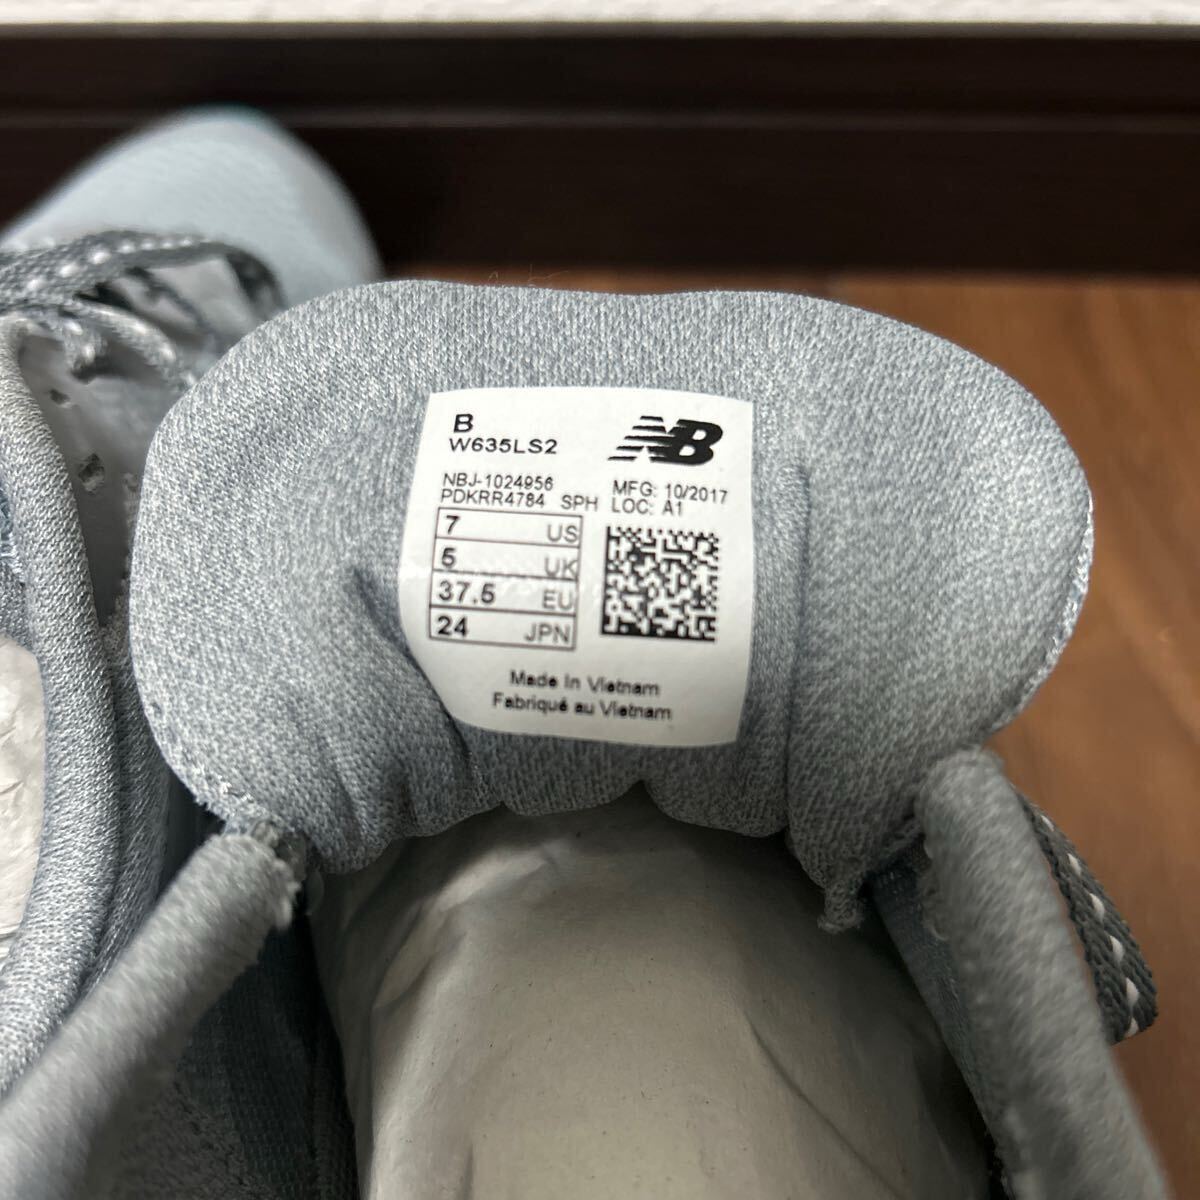 B
W635LS2
NB
NBJ-1024956
PDKRR4784 SPH
MFG: 10/2017
LOC: A1
7 US
5 UK
37.5 EU
24 JPN
Made In Vietnam
Fabriqué au Vietnam